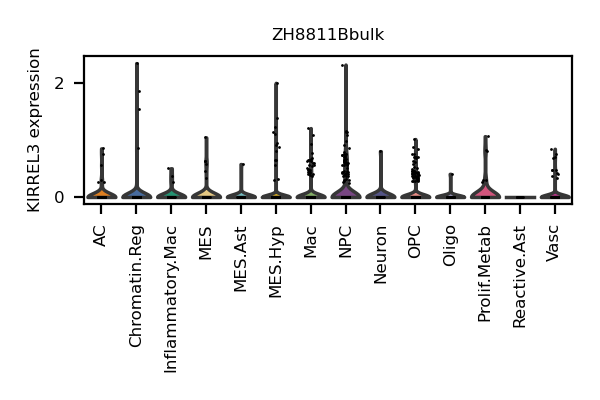 ZH8811Bbulk
KIRREL3 expression
2
0
AC
Chromatin.Reg
Inflammatory.Mac
MES
MES.Ast
MES.Hyp
Mac
NPC
Neuron
OPC
Oligo
Prolif.Metab
Reactive.Ast
Vasc